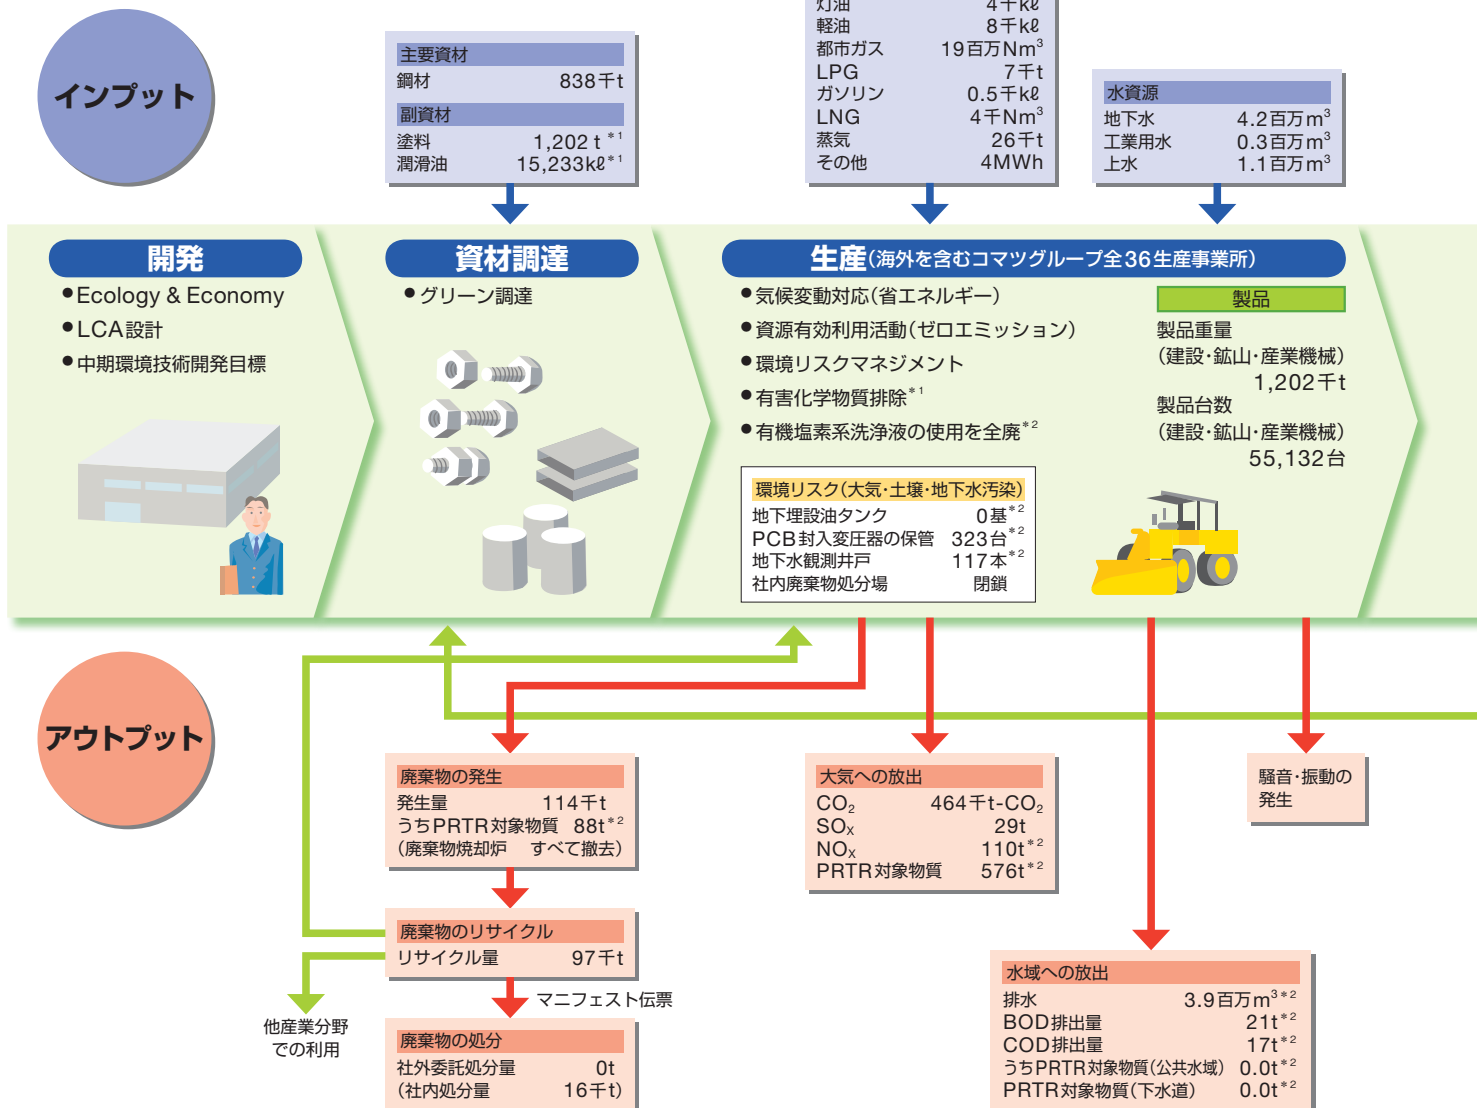 インプット
主要資材
鋼材 838千t
副資材
塗料 1,202 t *1
潤滑油 15,233kℓ*1
灯油 4千kℓ
軽油 8千kℓ
都市ガス 19百万Nm3
LPG 7千t
ガソリン 0.5千kℓ
LNG 4千Nm3
蒸気 26千t
その他 4MWh
水資源
地下水 4.2百万m3
工業用水 0.3百万m3
上水 1.1百万m3
開発
●Ecology & Economy
●LCA設計
●中期環境技術開発目標
資材調達
●グリーン調達
生産(海外を含むコマツグループ全36生産事業所)
●気候変動対応(省エネルギー)
●資源有効利用活動(ゼロエミッション)
●環境リスクマネジメント
●有害化学物質排除*1
●有機塩素系洗浄液の使用を全廃*2
製品
製品重量
(建設・鉱山・産業機械)
1,202千t
製品台数
(建設・鉱山・産業機械)
55,132台
環境リスク(大気・土壌・地下水汚染)
地下埋設油タンク 0基*2
PCB封入変圧器の保管 323台*2
地下水観測井戸 117本*2
社内廃棄物処分場 閉鎖
アウトプット
廃棄物の発生
発生量 114千t
うちPRTR対象物質 88t*2
(廃棄物焼却炉 すべて撤去)
廃棄物のリサイクル
リサイクル量 97千t
マニフェスト伝票
他産業分野
での利用
廃棄物の処分
社外委託処分量 0t
(社内処分量 16千t)
大気への放出
CO2 464千t-CO2
SOX 29t
NOX 110t*2
PRTR対象物質 576t*2
騒音・振動の
発生
水域への放出
排水 3.9百万m3*2
BOD排出量 21t*2
COD排出量 17t*2
うちPRTR対象物質(公共水域) 0.0t*2
PRTR対象物質(下水道) 0.0t*2